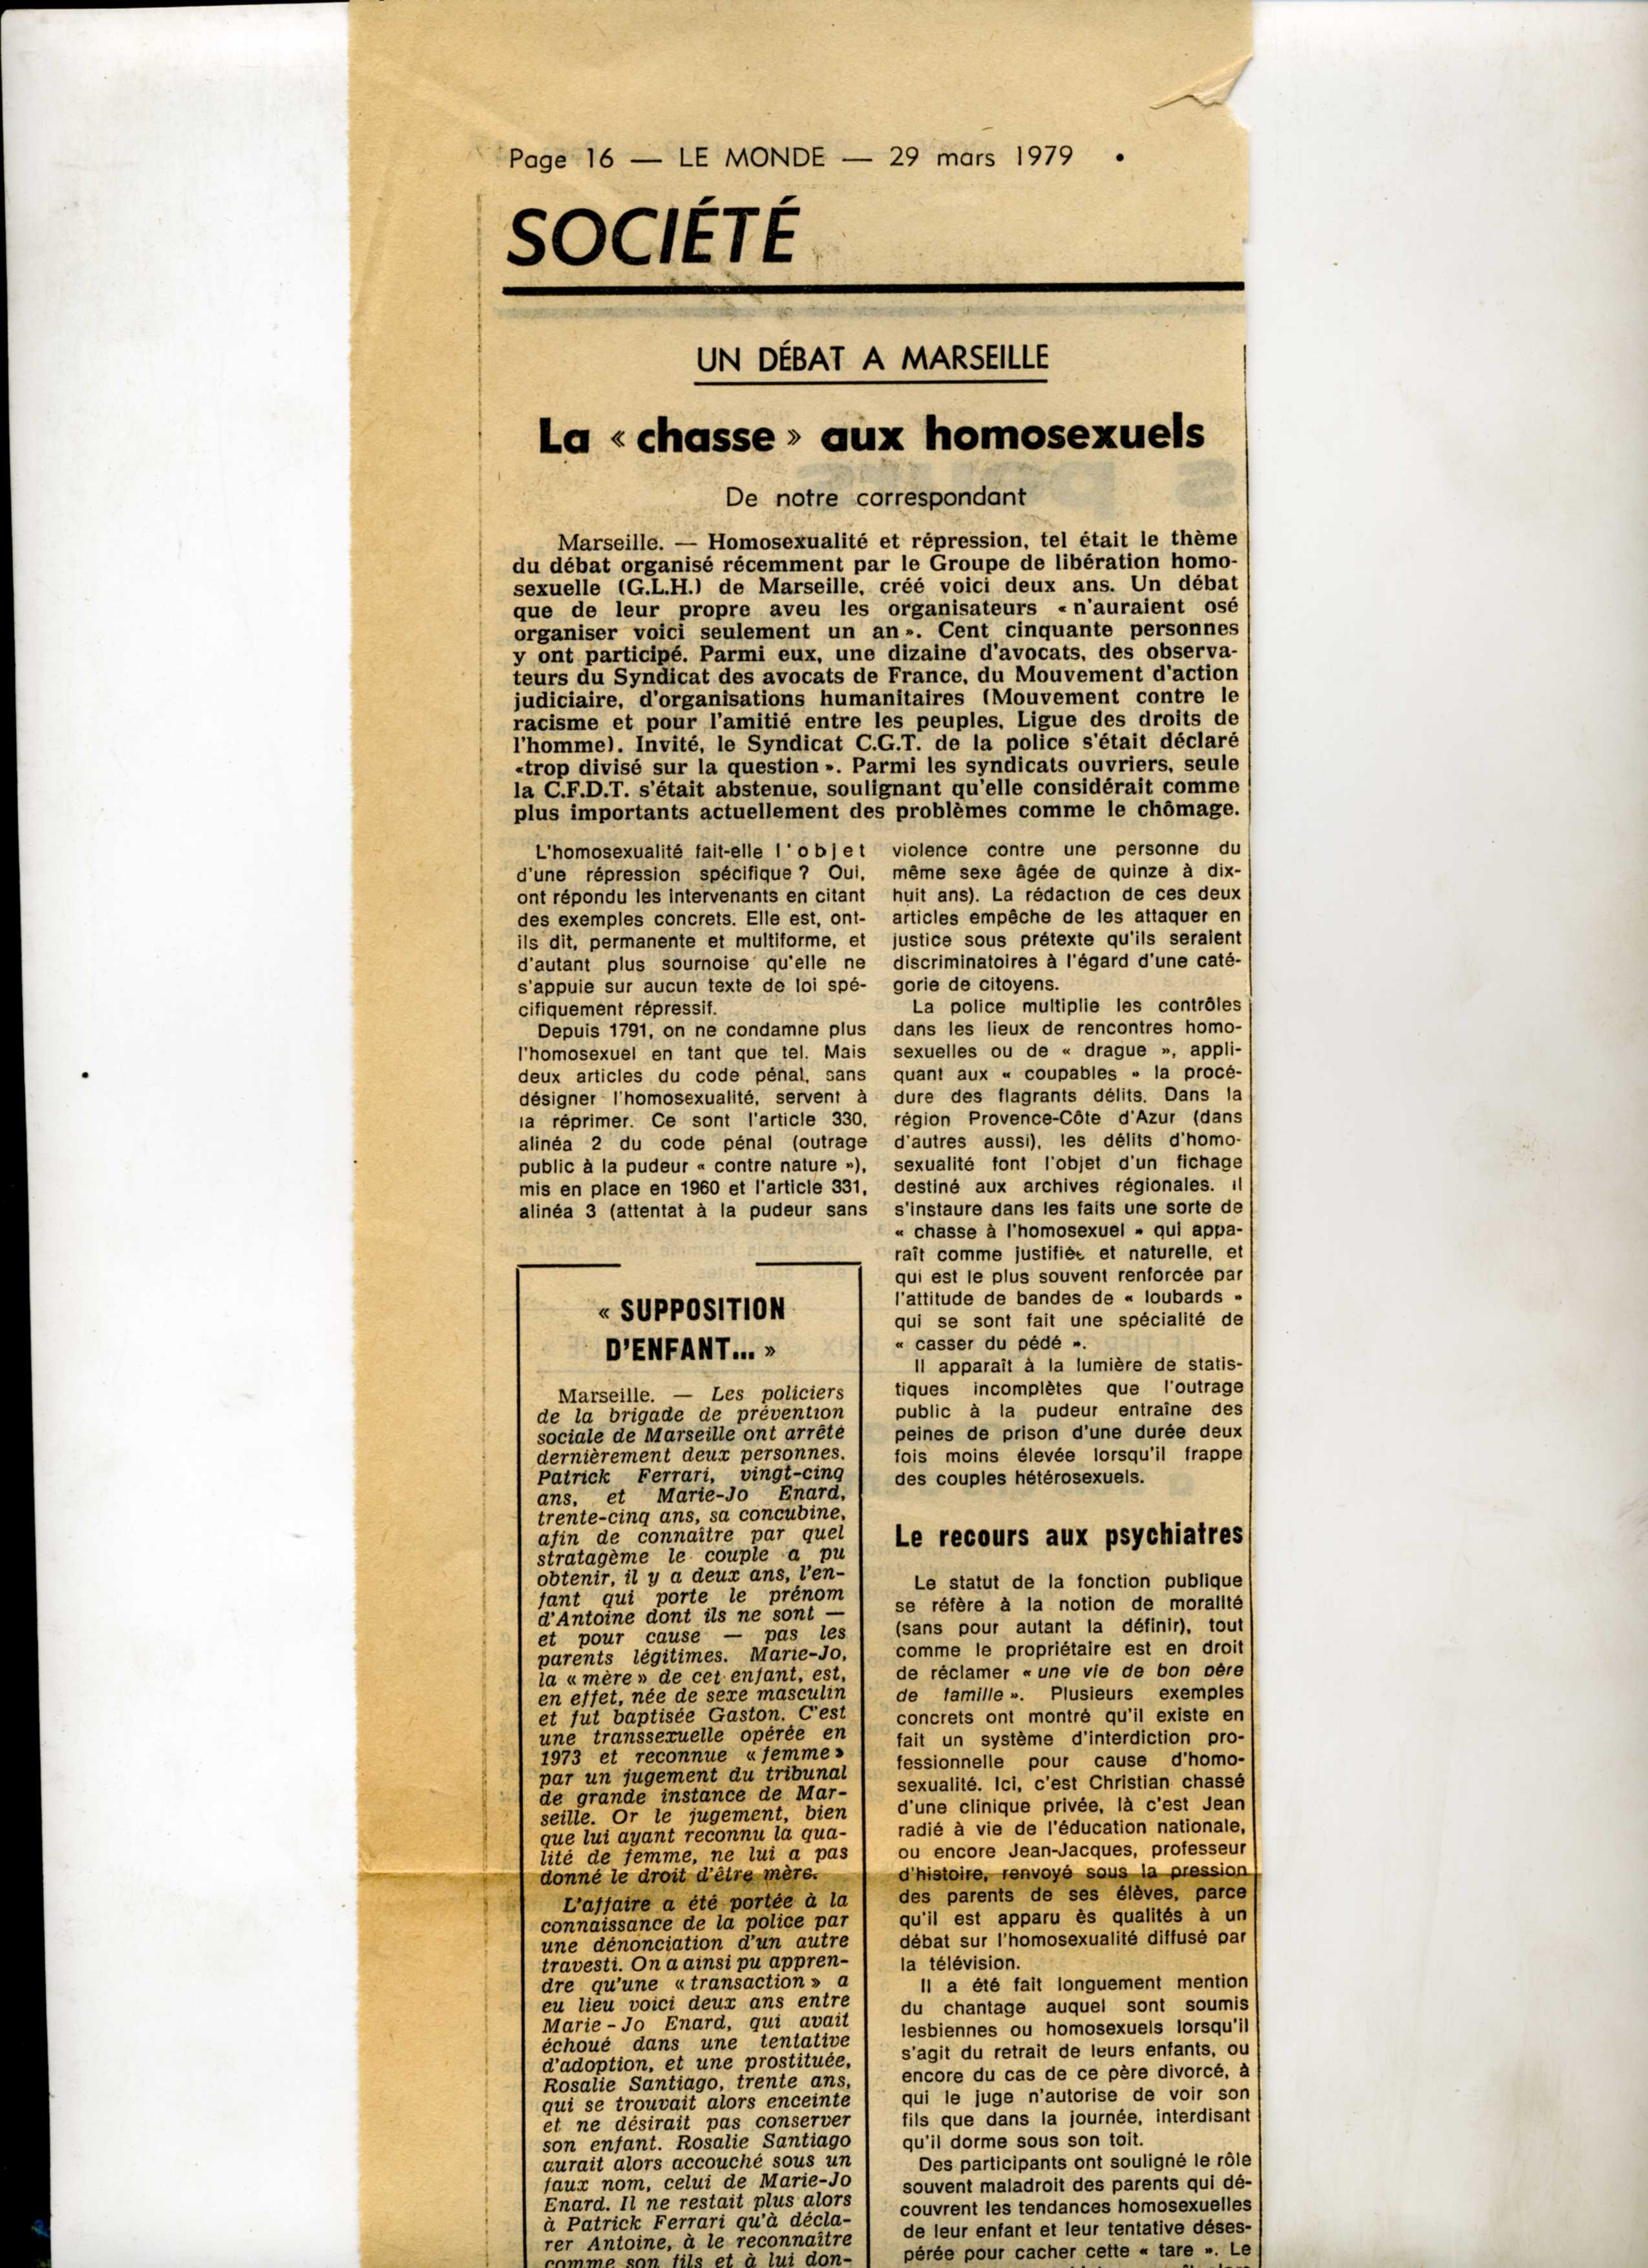 Page 16 — LE MONDE — 29 mars 1979 •
SOCIÉTÉ
UN DÉBAT A MARSEILLE
La « chasse » aux homosexuels
De notre correspondant
Marseille. — Homosexualité et répression, tel était le thème
du débat organisé récemment par le Groupe de libération homo-
sexuelle (G.L.H.) de Marseille, créé voici deux ans. Un débat
que de leur propre aveu les organisateurs « n'auraient osé
organiser voici seulement un an ». Cent cinquante personnes
y ont participé. Parmi eux, une dizaine d'avocats, des observa-
teurs du Syndicat des avocats de France, du Mouvement d'action
judiciaire, d'organisations humanitaires (Mouvement contre le
racisme et pour l'amitié entre les peuples, Ligue des droits de
l'homme). Invité, le Syndicat C.G.T. de la police s'était déclaré
«trop divisé sur la question ». Parmi les syndicats ouvriers, seule
la C.F.D.T. s'était abstenue, soulignant qu'elle considérait comme
plus importants actuellement des problèmes comme le chômage.
L'homosexualité fait-elle l'objet
d'une répression spécifique ? Oui,
ont répondu les intervenants en citant
des exemples concrets. Elle est, ont-
ils dit, permanente et multiforme, et
d'autant plus sournoise qu'elle ne
s'appuie sur aucun texte de loi spé-
cifiquement répressif.
Depuis 1791, on ne condamne plus
l'homosexuel en tant que tel. Mais
deux articles du code pénal, sans
désigner l'homosexualité, servent à
la réprimer. Ce sont l'article 330,
alinéa 2 du code pénal (outrage
public à la pudeur « contre nature »),
mis en place en 1960 et l'article 331,
alinéa 3 (attentat à la pudeur sans
violence contre une personne du
même sexe âgée de quinze à dix-
huit ans). La rédaction de ces deux
articles empêche de les attaquer en
justice sous prétexte qu'ils seraient
discriminatoires à l'égard d'une caté-
gorie de citoyens.
La police multiplie les contrôles
dans les lieux de rencontres homo-
sexuelles ou de « drague », appli-
quant aux « coupables » la procé-
dure des flagrants délits. Dans la
région Provence-Côte d'Azur (dans
d'autres aussi), les délits d'homo-
sexualité font l'objet d'un fichage
destiné aux archives régionales. Il
s'instaure dans les faits une sorte de
« chasse à l'homosexuel » qui appa-
raît comme justifiée et naturelle, et
qui est le plus souvent renforcée par
l'attitude de bandes de « loubards »
qui se sont fait une spécialité de
« casser du pédé ».
Il apparaît à la lumière de statis-
tiques incomplètes que l'outrage
public à la pudeur entraîne des
peines de prison d'une durée deux
fois moins élevée lorsqu'il frappe
des couples hétérosexuels.
Le recours aux psychiatres
Le statut de la fonction publique
se réfère à la notion de moralité
(sans pour autant la définir), tout
comme le propriétaire est en droit
de réclamer « une vie de bon père
de famille ». Plusieurs exemples
concrets ont montré qu'il existe en
fait un système d'interdiction pro-
fessionnelle pour cause d'homo-
sexualité. Ici, c'est Christian chassé
d'une clinique privée, là c'est Jean
radié à vie de l'éducation nationale,
ou encore Jean-Jacques, professeur
d'histoire, renvoyé sous la pression
des parents de ses élèves, parce
qu'il est apparu ès qualités à un
débat sur l'homosexualité diffusé par
la télévision.
Il a été fait longuement mention
du chantage auquel sont soumis
lesbiennes ou homosexuels lorsqu'il
s'agit du retrait de leurs enfants, ou
encore du cas de ce père divorcé, à
qui le juge n'autorise de voir son
fils que dans la journée, interdisant
qu'il dorme sous son toit.
Des participants ont souligné le rôle
souvent maladroit des parents qui dé-
couvrent les tendances homosexuelles
de leur enfant et leur tentative déses-
pérée pour cacher cette « tare ». Le
« SUPPOSITION
D'ENFANT... »
Marseille. — Les policiers
de la brigade de prévention
sociale de Marseille ont arrêté
dernièrement deux personnes,
Patrick Ferrari, vingt-cinq
ans, et Marie-Jo Enard,
trente-cinq ans, sa concubine,
afin de connaître par quel
stratagème le couple a pu
obtenir, il y a deux ans, l'en-
fant qui porte le prénom
d'Antoine dont ils ne sont —
et pour cause — pas les
parents légitimes. Marie-Jo,
la « mère » de cet enfant, est,
en effet, née de sexe masculin
et fut baptisée Gaston. C'est
une transsexuelle opérée en
1973 et reconnue « femme »
par un jugement du tribunal
de grande instance de Mar-
seille. Or le jugement, bien
que lui ayant reconnu la qua-
lité de femme, ne lui a pas
donné le droit d'être mère.
L'affaire a été portée à la
connaissance de la police par
une dénonciation d'un autre
travesti. On a ainsi pu appren-
dre qu'une « transaction » a
eu lieu voici deux ans entre
Marie-Jo Enard, qui avait
échoué dans une tentative
d'adoption, et une prostituée,
Rosalie Santiago, trente ans,
qui se trouvait alors enceinte
et ne désirait pas conserver
son enfant. Rosalie Santiago
aurait alors accouché sous un
faux nom, celui de Marie-Jo
Enard. Il ne restait plus alors
à Patrick Ferrari qu'à décla-
rer Antoine, à le reconnaître
comme son fils et à lui don-